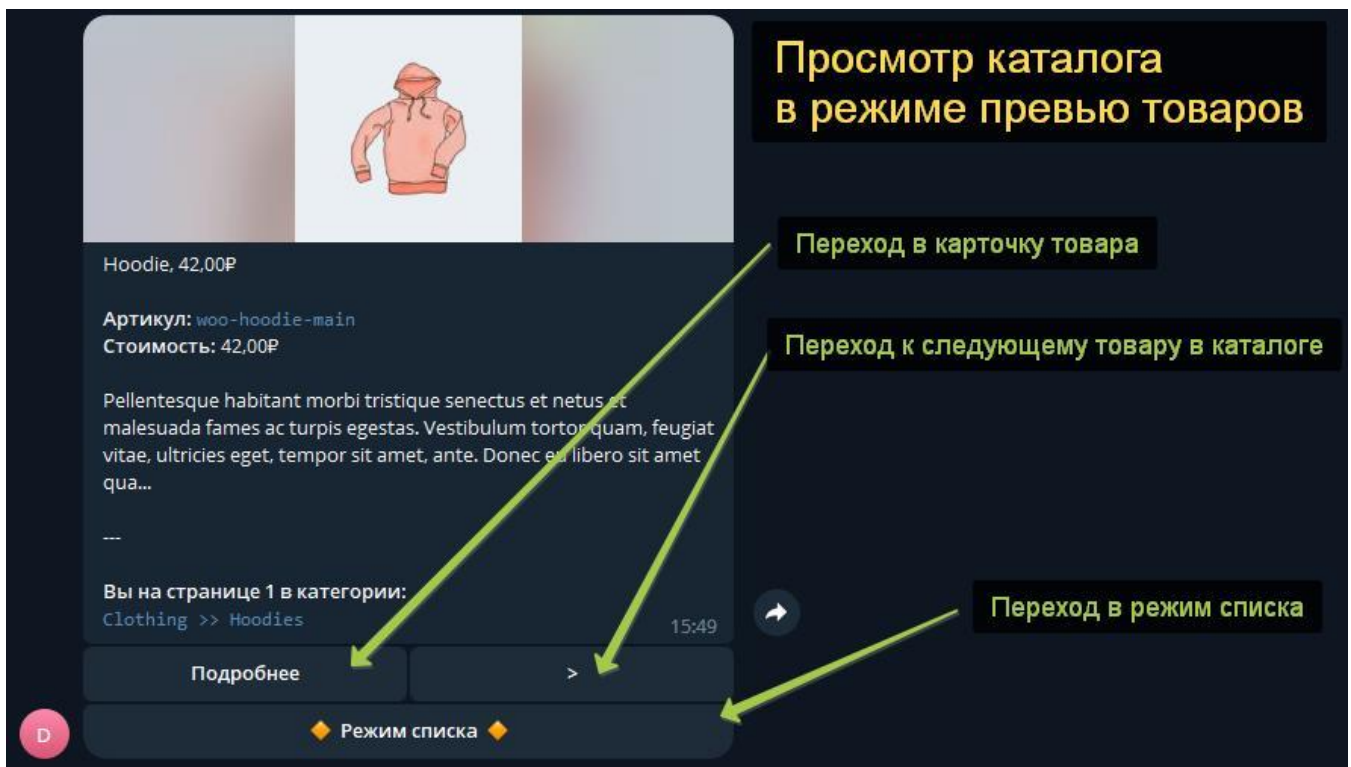 Просмотр каталога
в режиме превью товаров
Переход в карточку товара
Hoodie, 42,00₽
Артикул: woo-hoodie-main
Стоимость: 42,00₽
Переход к следующему товару в каталоге
Pellentesque habitant morbi tristique senectus et netus et
malesuada fames ac turpis egestas. Vestibulum tortor quam, feugiat
vitae, ultricies eget, tempor sit amet, ante. Donec eu libero sit amet
qua...
---
Вы на странице 1 в категории:
Clothing >> Hoodies
15:49
Переход в режим списка
Подробнее
>
🔶 Режим списка 🔶
D